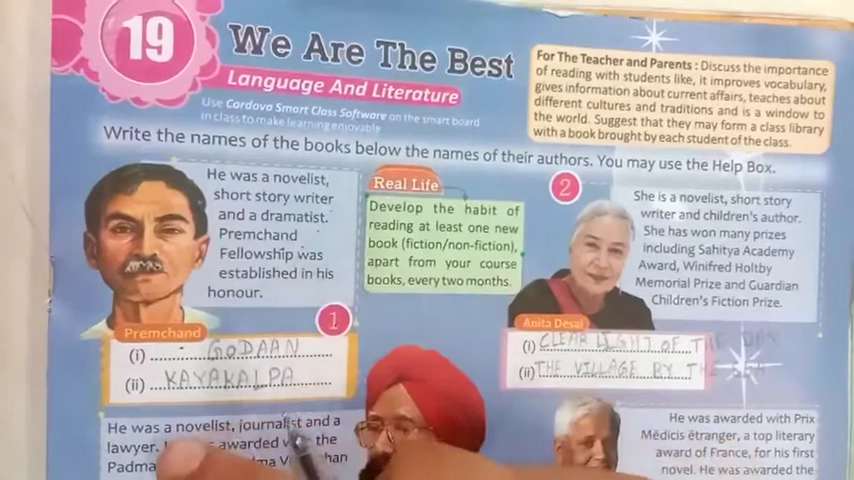 19
We Are The Best
Language And Literature
Use Cordova Smart Class Software on the smart board
in class to make learning enjoyable
For The Teacher and Parents : Discuss the importance
of reading with students like, it improves vocabulary,
gives information about current affairs, teaches about
different cultures and traditions and is a window to
the world. Suggest that they may form a class library
with a book brought by each student of the class.
Write the names of the books below the names of their authors. You may use the Help Box.
He was a novelist,
short story writer
and a dramatist.
Premchand
Fellowship was
established in his
honour.
1
Premchand
(i) GODAAN
(ii) KAYAKALPA
Real Life
Develop the habit of
reading at least one new
book (fiction/non-fiction),
apart from your course
books, every two months.
2
She is a novelist, short story
writer and children's author.
She has won many prizes
including Sahitya Academy
Award, Winifred Holtby
Memorial Prize and Guardian
Children's Fiction Prize.
Anita Desai
(i) CLEAR LIGHT OF THE DAY
(ii) THE VILLAGE BY THE SEA
He was a novelist, journalist and a
lawyer. awarded the
Padma han
He was awarded with Prix
Médicis étranger, a top literary
award of France, for his first
novel. He was awarded the